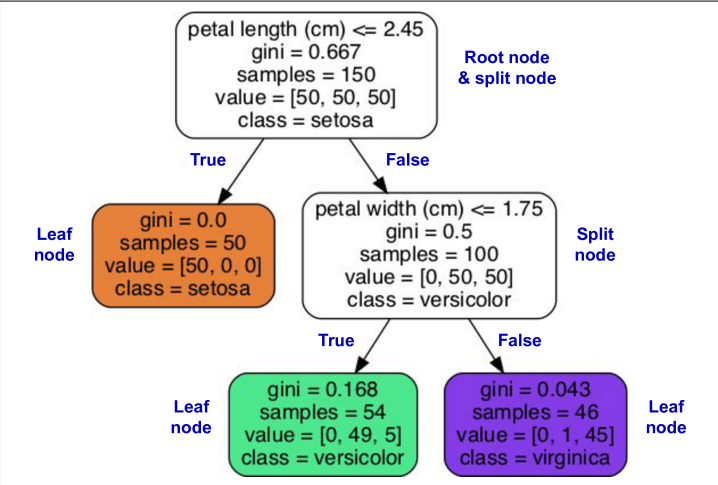 petal length (cm) <= 2.45
gini = 0.667
samples = 150
value = [50, 50, 50]
class = setosa
Root node
& split node
True
False
Leaf
node
gini = 0.0
samples = 50
value = [50, 0, 0]
class = setosa
petal width (cm) <= 1.75
gini = 0.5
samples = 100
value = [0, 50, 50]
class = versicolor
Split
node
True
False
Leaf
node
gini = 0.168
samples = 54
value = [0, 49, 5]
class = versicolor
gini = 0.043
samples = 46
value = [0, 1, 45]
class = virginica
Leaf
node